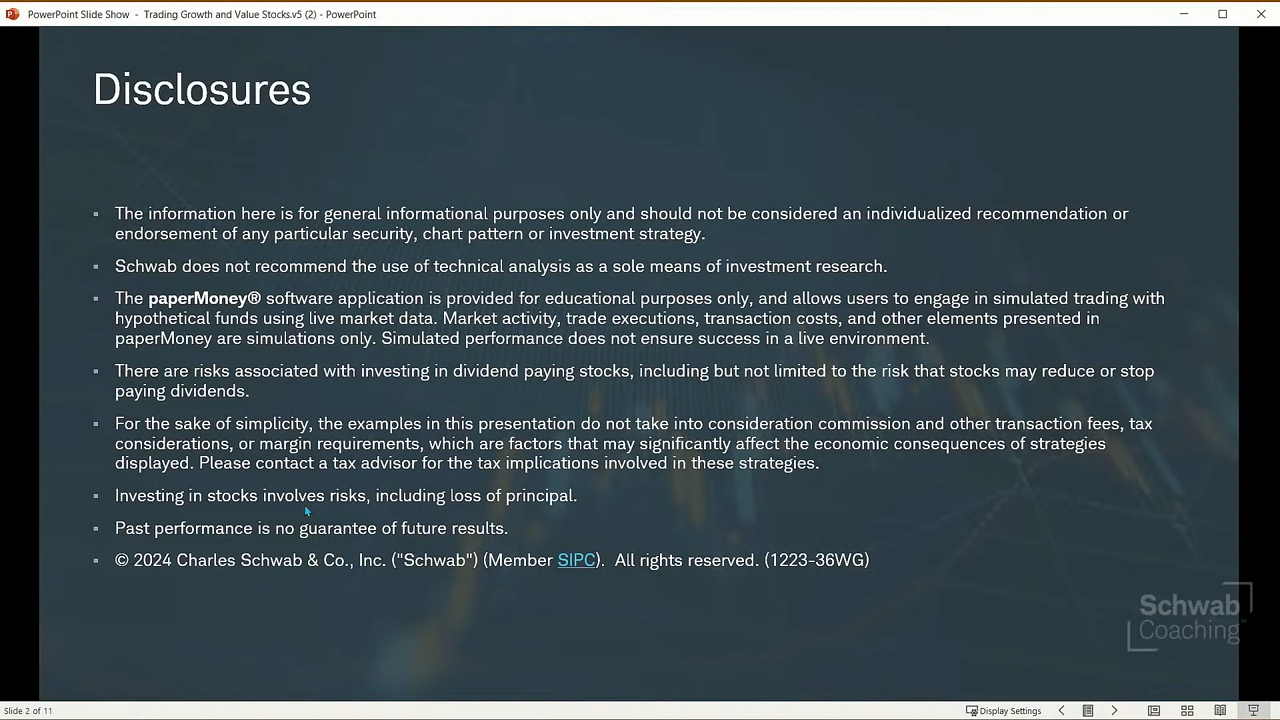 PowerPoint Slide Show - Trading Growth and Value Stocks.v5 (2) - PowerPoint
Disclosures
▪ The information here is for general informational purposes only and should not be considered an individualized recommendation or
endorsement of any particular security, chart pattern or investment strategy.
▪ Schwab does not recommend the use of technical analysis as a sole means of investment research.
▪ The paperMoney® software application is provided for educational purposes only, and allows users to engage in simulated trading with
hypothetical funds using live market data. Market activity, trade executions, transaction costs, and other elements presented in
paperMoney are simulations only. Simulated performance does not ensure success in a live environment.
▪ There are risks associated with investing in dividend paying stocks, including but not limited to the risk that stocks may reduce or stop
paying dividends.
▪ For the sake of simplicity, the examples in this presentation do not take into consideration commission and other transaction fees, tax
considerations, or margin requirements, which are factors that may significantly affect the economic consequences of strategies
displayed. Please contact a tax advisor for the tax implications involved in these strategies.
▪ Investing in stocks involves risks, including loss of principal.
▪ Past performance is no guarantee of future results.
▪ © 2024 Charles Schwab & Co., Inc. ("Schwab") (Member SIPC). All rights reserved. (1223-36WG)
Schwab
Coaching™
Slide 2 of 11
Display Settings